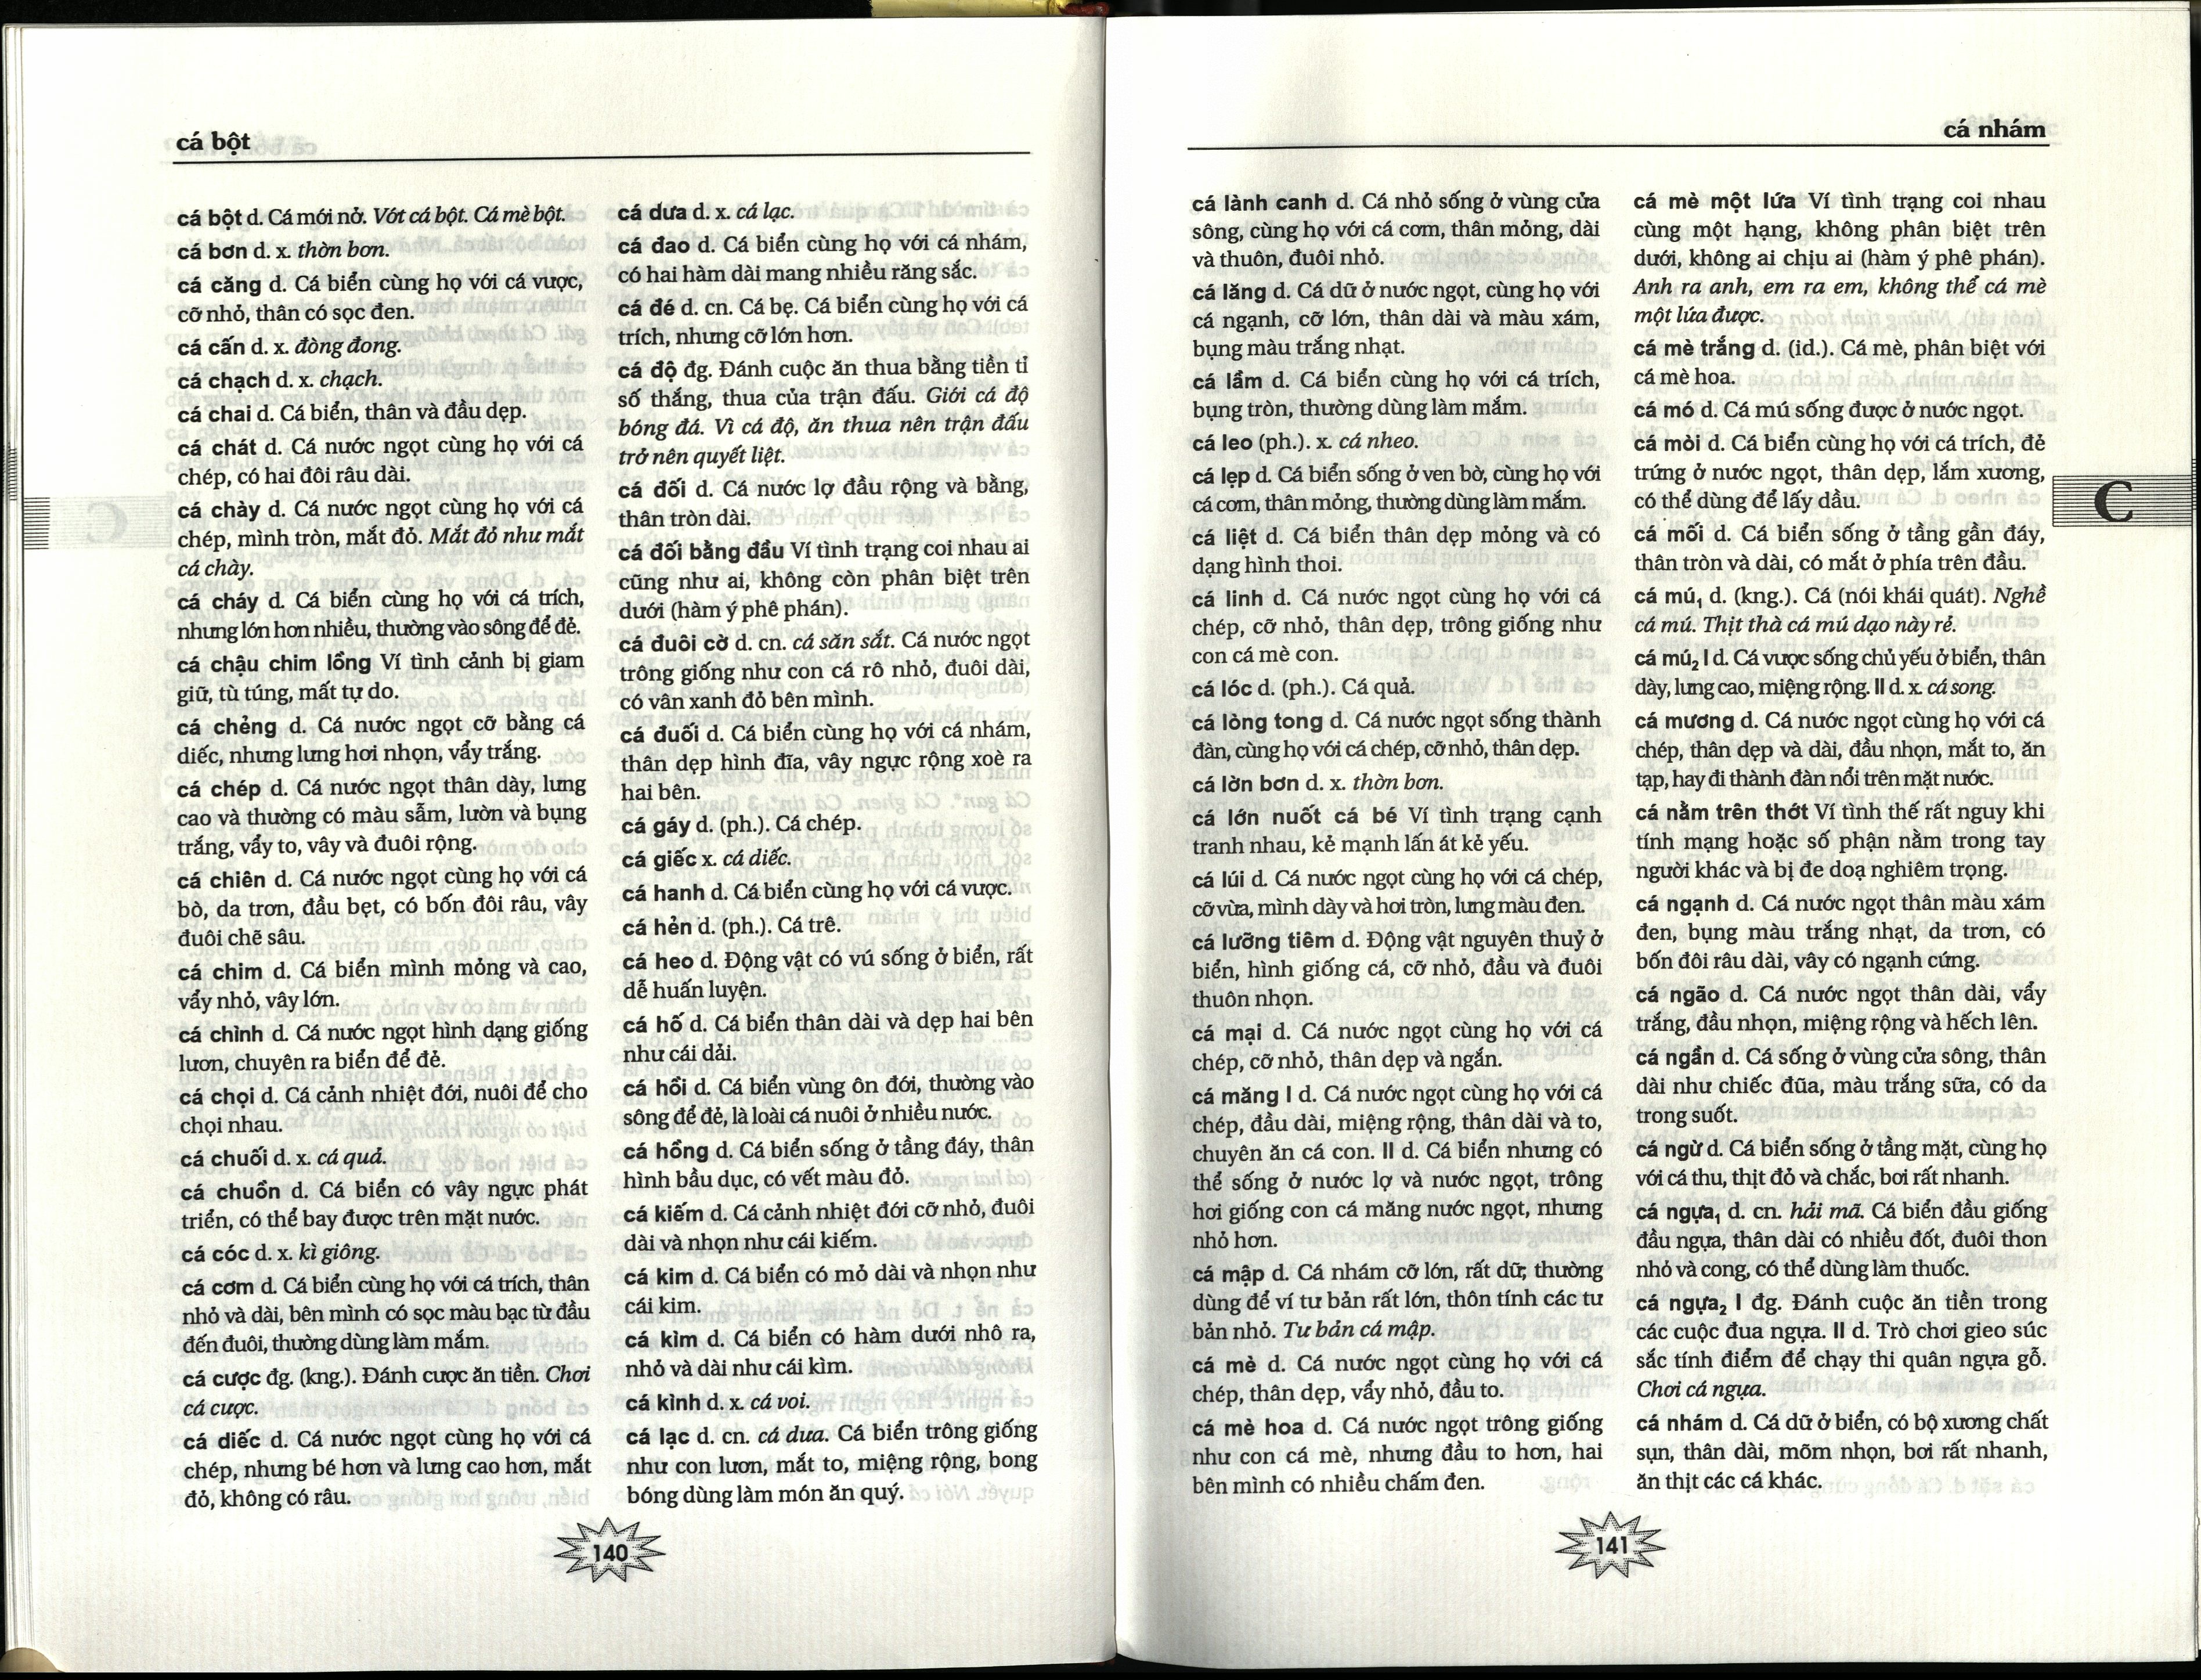 cá bột
cá bột d. Cá mới nở. Vớt cá bột. Cá mè bột.
cá bơn d. x. thờn bơn.
cá căng d. Cá biển cùng họ với cá vược,
cỡ nhỏ, thân có sọc đen.
cá cấn d. x. đòng đong.
cá chạch d. x. chạch.
cá chai d. Cá biển, thân và đầu dẹp.
cá chát d. Cá nước ngọt cùng họ với cá
chép, có hai đôi râu dài.
cá chày d. Cá nước ngọt cùng họ với cá
chép, mình tròn, mắt đỏ. Mắt đỏ như mắt
cá chày.
cá cháy d. Cá biển cùng họ với cá trích,
nhưng lớn hơn nhiều, thường vào sông để đẻ.
cá chậu chim lồng Ví tình cảnh bị giam
giữ, tù túng, mất tự do.
cá chẻng d. Cá nước ngọt cỡ bằng cá
diếc, nhưng lưng hơi nhọn, vẩy trắng.
cá chép d. Cá nước ngọt thân dày, lưng
cao và thường có màu sẫm, lườn và bụng
trắng, vẩy to, vây và đuôi rộng.
cá chiên d. Cá nước ngọt cùng họ với cá
bò, da trơn, đầu bẹt, có bốn đôi râu, vây
đuôi chẽ sâu.
cá chim d. Cá biển mình mỏng và cao,
vẩy nhỏ, vây lớn.
cá chình d. Cá nước ngọt hình dạng giống
lươn, chuyên ra biển để đẻ.
cá chọi d. Cá cảnh nhiệt đới, nuôi để cho
chọi nhau.
cá chuối d. x. cá quả.
cá chuồn d. Cá biển có vây ngực phát
triển, có thể bay được trên mặt nước.
cá cóc d. x. kì giông.
cá cơm d. Cá biển cùng họ với cá trích, thân
nhỏ và dài, bên mình có sọc màu bạc từ đầu
đến đuôi, thường dùng làm mắm.
cá cược đg. (kng.). Đánh cược ăn tiền. Chơi
cá cược.
cá diếc d. Cá nước ngọt cùng họ với cá
chép, nhưng bé hơn và lưng cao hơn, mắt
đỏ, không có râu.
cá dưa d. x. cá lạc.
cá đao d. Cá biển cùng họ với cá nhám,
có hai hàm dài mang nhiều răng sắc.
cá đé d. cn. Cá bẹ. Cá biển cùng họ với cá
trích, nhưng cỡ lớn hơn.
cá độ đg. Đánh cuộc ăn thua bằng tiền tỉ
số thắng, thua của trận đấu. Giới cá độ
bóng đá. Vì cá độ, ăn thua nên trận đấu
trở nên quyết liệt.
cá đối d. Cá nước lợ đầu rộng và bằng,
thân tròn dài.
cá đối bằng đầu Ví tình trạng coi nhau ai
cũng như ai, không còn phân biệt trên
dưới (hàm ý phê phán).
cá đuôi cờ d. cn. cá săn sắt. Cá nước ngọt
trông giống như con cá rô nhỏ, đuôi dài,
có vân xanh đỏ bên mình.
cá đuối d. Cá biển cùng họ với cá nhám,
thân dẹp hình đĩa, vây ngực rộng xoè ra
hai bên.
cá gáy d. (ph.). Cá chép.
cá giếc x. cá diếc.
cá hanh d. Cá biển cùng họ với cá vược.
cá hẻn d. (ph.). Cá trê.
cá heo d. Động vật có vú sống ở biển, rất
dễ huấn luyện.
cá hố d. Cá biển thân dài và dẹp hai bên
như cái dải.
cá hồi d. Cá biển vùng ôn đới, thường vào
sông để đẻ, là loài cá nuôi ở nhiều nước.
cá hồng d. Cá biển sống ở tầng đáy, thân
hình bầu dục, có vết màu đỏ.
cá kiếm d. Cá cảnh nhiệt đới cỡ nhỏ, đuôi
dài và nhọn như cái kiếm.
cá kim d. Cá biển có mỏ dài và nhọn như
cái kim.
cá kìm d. Cá biển có hàm dưới nhô ra,
nhỏ và dài như cái kìm.
cá kình d. x. cá voi.
cá lạc d. cn. cá dưa. Cá biển trông giống
như con lươn, mắt to, miệng rộng, bong
bóng dùng làm món ăn quý.
140
cá nhám
cá lành canh d. Cá nhỏ sống ở vùng cửa
sông, cùng họ với cá cơm, thân mỏng, dài
và thuôn, đuôi nhỏ.
cá lăng d. Cá dữ ở nước ngọt, cùng họ với
cá ngạnh, cỡ lớn, thân dài và màu xám,
bụng màu trắng nhạt.
cá lầm d. Cá biển cùng họ với cá trích,
bụng tròn, thường dùng làm mắm.
cá leo (ph.). x. cá nheo.
cá lẹp d. Cá biển sống ở ven bờ, cùng họ với
cá cơm, thân mỏng, thường dùng làm mắm.
cá liệt d. Cá biển thân dẹp mỏng và có
dạng hình thoi.
cá linh d. Cá nước ngọt cùng họ với cá
chép, cỡ nhỏ, thân dẹp, trông giống như
con cá mè con.
cá lóc d. (ph.). Cá quả.
cá lòng tong d. Cá nước ngọt sống thành
đàn, cùng họ với cá chép, cỡ nhỏ, thân dẹp.
cá lờn bơn d. x. thờn bơn.
cá lớn nuốt cá bé Ví tình trạng cạnh
tranh nhau, kẻ mạnh lấn át kẻ yếu.
cá lúi d. Cá nước ngọt cùng họ với cá chép,
cỡ vừa, mình dày và hơi tròn, lưng màu đen.
cá lưỡng tiêm d. Động vật nguyên thuỷ ở
biển, hình giống cá, cỡ nhỏ, đầu và đuôi
thuôn nhọn.
cá mại d. Cá nước ngọt cùng họ với cá
chép, cỡ nhỏ, thân dẹp và ngắn.
cá măng I d. Cá nước ngọt cùng họ với cá
chép, đầu dài, miệng rộng, thân dài và to,
chuyên ăn cá con. II d. Cá biển nhưng có
thể sống ở nước lợ và nước ngọt, trông
hơi giống con cá măng nước ngọt, nhưng
nhỏ hơn.
cá mập d. Cá nhám cỡ lớn, rất dữ, thường
dùng để ví tư bản rất lớn, thôn tính các tư
bản nhỏ. Tư bản cá mập.
cá mè d. Cá nước ngọt cùng họ với cá
chép, thân dẹp, vẩy nhỏ, đầu to.
cá mè hoa d. Cá nước ngọt trông giống
như con cá mè, nhưng đầu to hơn, hai
bên mình có nhiều chấm đen.
cá mè một lứa Ví tình trạng coi nhau
cùng một hạng, không phân biệt trên
dưới, không ai chịu ai (hàm ý phê phán).
Anh ra anh, em ra em, không thể cá mè
một lứa được.
cá mè trắng d. (id.). Cá mè, phân biệt với
cá mè hoa.
cá mó d. Cá mú sống được ở nước ngọt.
cá mòi d. Cá biển cùng họ với cá trích, đẻ
trứng ở nước ngọt, thân dẹp, lắm xương,
có thể dùng để lấy dầu.
cá mối d. Cá biển sống ở tầng gần đáy,
thân tròn và dài, có mắt ở phía trên đầu.
cá mú₁ d. (kng.). Cá (nói khái quát). Nghề
cá mú. Thịt thà cá mú dạo này rẻ.
cá mú₂ I d. Cá vược sống chủ yếu ở biển, thân
dày, lưng cao, miệng rộng. II d. x. cá song.
cá mương d. Cá nước ngọt cùng họ với cá
chép, thân dẹp và dài, đầu nhọn, mắt to, ăn
tạp, hay đi thành đàn nổi trên mặt nước.
cá nằm trên thớt Ví tình thế rất nguy khi
tính mạng hoặc số phận nằm trong tay
người khác và bị đe doạ nghiêm trọng.
cá ngạnh d. Cá nước ngọt thân màu xám
đen, bụng màu trắng nhạt, da trơn, có
bốn đôi râu dài, vây có ngạnh cứng.
cá ngão d. Cá nước ngọt thân dài, vẩy
trắng, đầu nhọn, miệng rộng và hếch lên.
cá ngần d. Cá sống ở vùng cửa sông, thân
dài như chiếc đũa, màu trắng sữa, có da
trong suốt.
cá ngừ d. Cá biển sống ở tầng mặt, cùng họ
với cá thu, thịt đỏ và chắc, bơi rất nhanh.
cá ngựa₁ d. cn. hải mã. Cá biển đầu giống
đầu ngựa, thân dài có nhiều đốt, đuôi thon
nhỏ và cong, có thể dùng làm thuốc.
cá ngựa₂ I đg. Đánh cuộc ăn tiền trong
các cuộc đua ngựa. II d. Trò chơi gieo súc
sắc tính điểm để chạy thi quân ngựa gỗ.
Chơi cá ngựa.
cá nhám d. Cá dữ ở biển, có bộ xương chất
sụn, thân dài, mõm nhọn, bơi rất nhanh,
ăn thịt các cá khác.
C
141